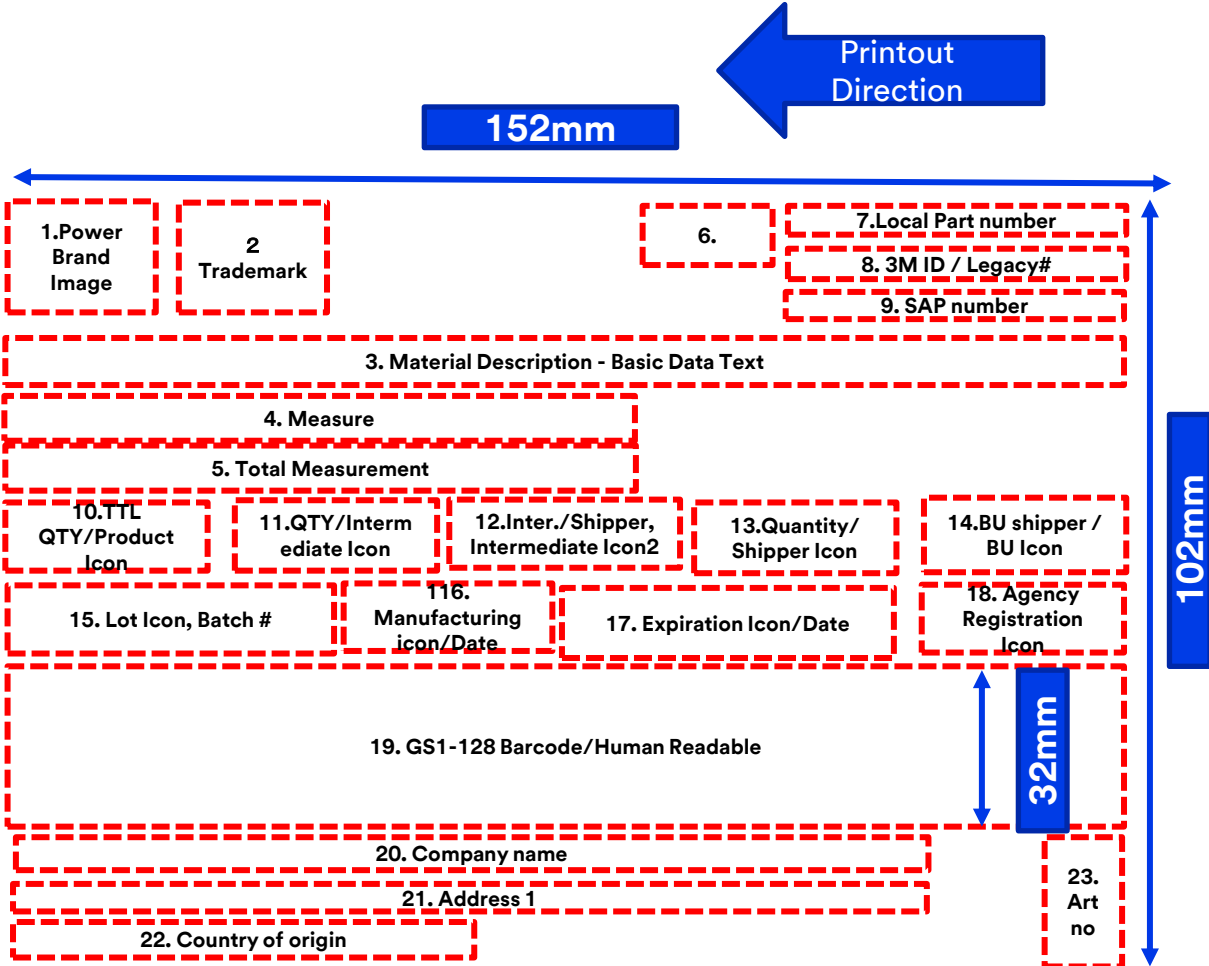 Printout
Direction
152mm
1.Power
Brand
Image
2
Trademark
6.
7.Local Part number
8. 3M ID / Legacy#
9. SAP number
3. Material Description - Basic Data Text
4. Measure
5. Total Measurement
10.TTL
QTY/Product
Icon
11.QTY/Interm
ediate Icon
12.Inter./Shipper,
Intermediate Icon2
13.Quantity/
Shipper Icon
14.BU shipper /
BU Icon
102mm
15. Lot Icon, Batch #
116.
Manufacturing
icon/Date
17. Expiration Icon/Date
18. Agency
Registration
Icon
19. GS1-128 Barcode/Human Readable
32mm
20. Company name
21. Address 1
22. Country of origin
23.
Art
no